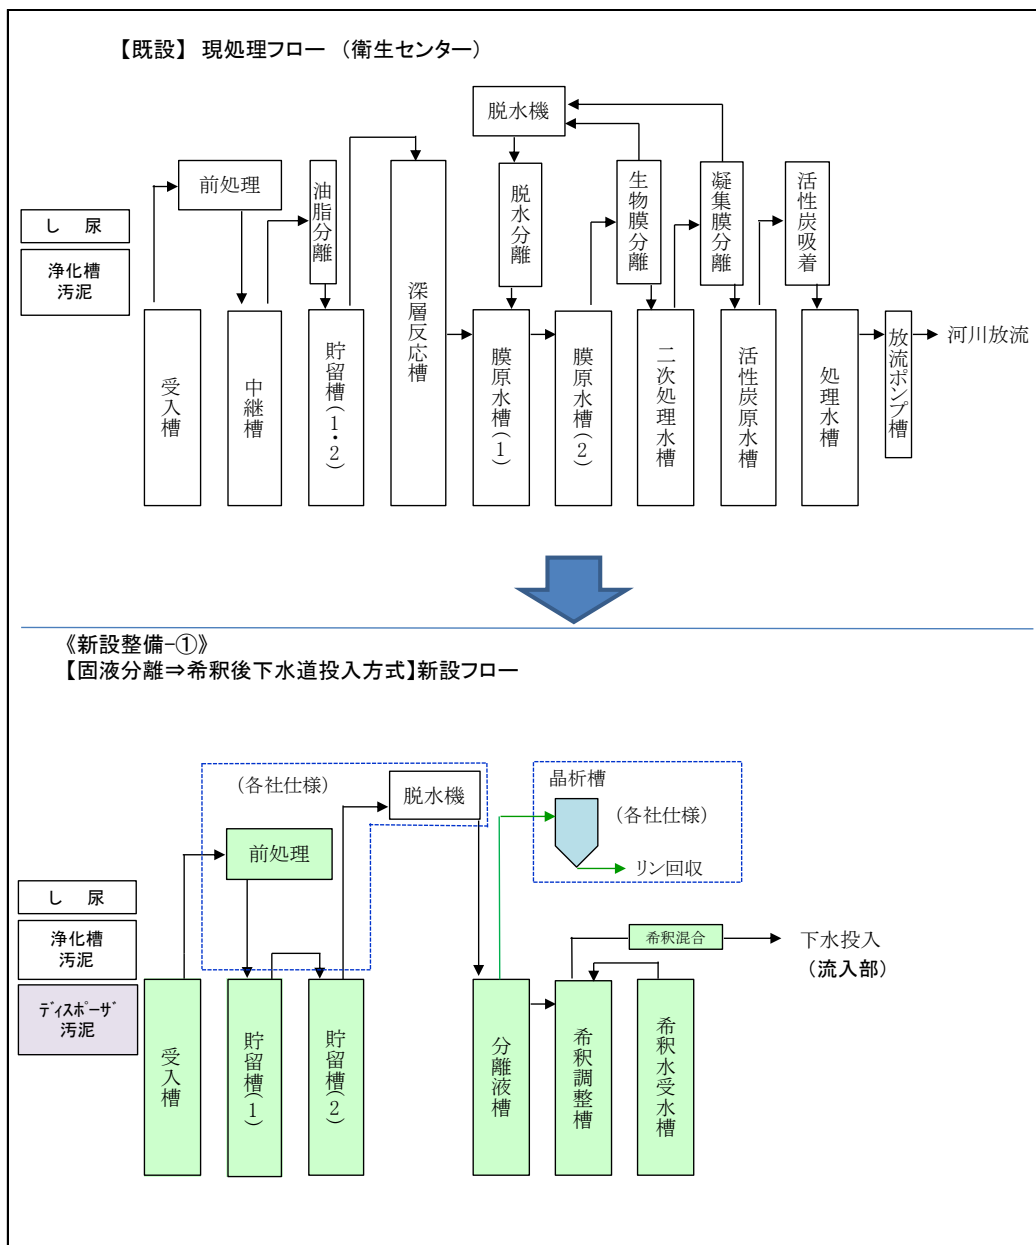 【既設】 現処理フロー （衛生センター）
脱水機
前処理
油脂分離
脱水分離
生物膜分離
凝集膜分離
活性炭吸着
し 尿
浄化槽
汚泥
受入槽
中継槽
貯留槽(1・2)
深層反応槽
膜原水槽(1)
膜原水槽(2)
二次処理水槽
活性炭原水槽
処理水槽
放流ポンプ槽
河川放流
《新設整備-①》
【固液分離⇒希釈後下水道投入方式】新設フロー
(各社仕様)
脱水機
晶析槽
(各社仕様)
リン回収
前処理
し 尿
浄化槽
汚泥
ﾃﾞｨｽﾎﾟｰｻﾞ
汚泥
希釈混合
下水投入
（流入部）
受入槽
貯留槽(1)
貯留槽(2)
分離液槽
希釈調整槽
希釈水受水槽